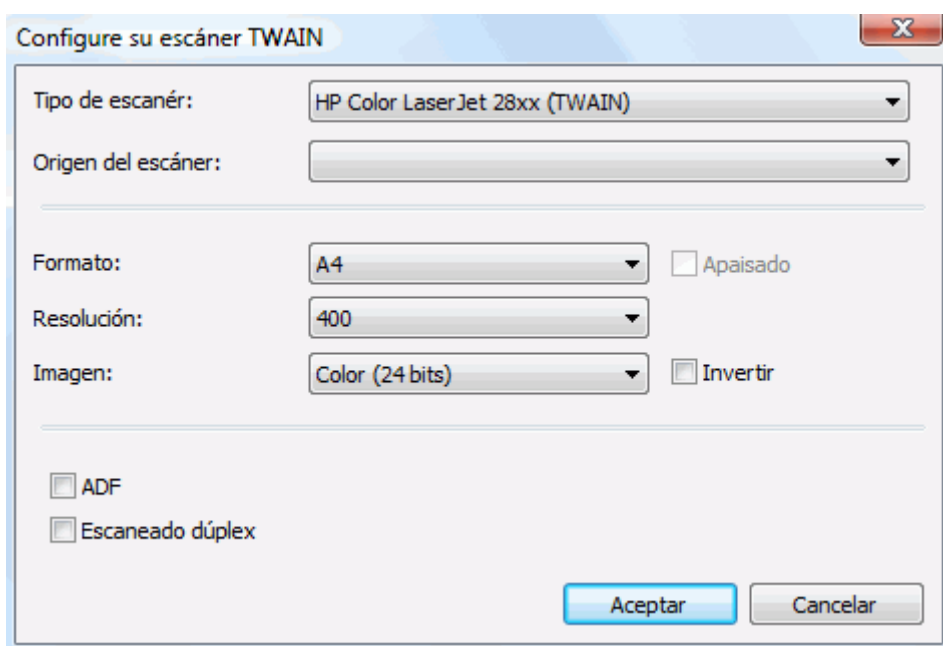 Configure su escáner TWAIN
Tipo de escanér: HP Color LaserJet 28xx (TWAIN)
Origen del escáner:
Formato: A4 Apaisado
Resolución: 400
Imagen: Color (24 bits) Invertir
ADF
Escaneado dúplex
Aceptar Cancelar